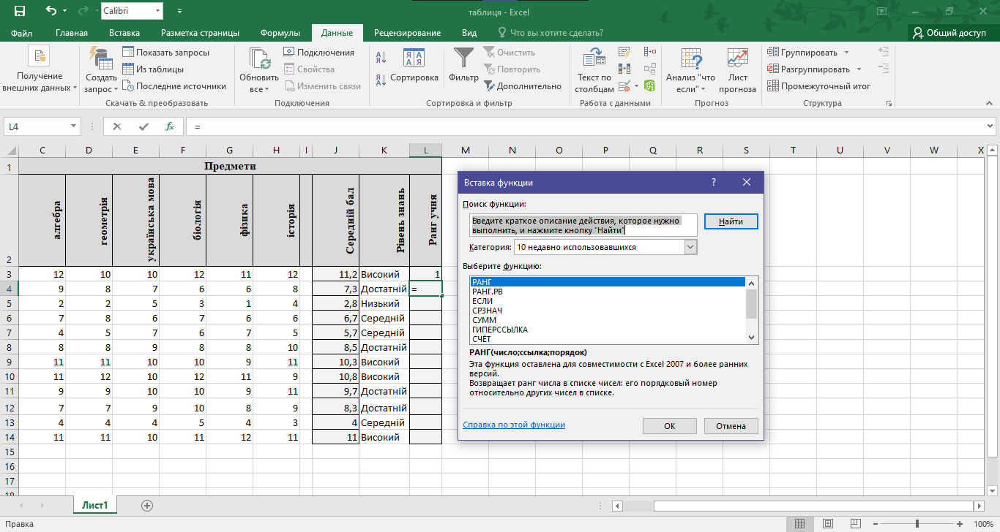 Calibri
таблиця - Excel
Файл Главная Вставка Разметка страницы Формулы Данные Рецензирование Вид Что вы хотите сделать? Общий доступ
Получение внешних данных
Создать запрос
Показать запросы
Из таблицы
Последние источники
Скачать & преобразовать
Обновить все
Подключения
Свойства
Изменить связи
Подключения
Сортировка
Фильтр
Очистить
Повторить
Дополнительно
Сортировка и фильтр
Текст по столбцам
Работа с данными
Анализ "что если"
Лист прогноза
Прогноз
Группировать
Разгруппировать
Промежуточный итог
Структура
L4 fx =
C D E F G H I J K L M N O P Q R S T U V W X
1 Предмети
2 алгебра геометрія українська мова біологія фізика історія Середній бал Рівень знань Ранг учня
3 12 10 10 12 11 12 11,2 Високий 1
4 9 8 7 6 6 8 7,3 Достатній =
5 2 2 5 3 1 4 2,8 Низький
6 7 8 6 7 6 6 6,7 Середній
7 4 5 7 6 7 5 5,7 Середній
8 8 8 9 8 8 10 8,5 Достатній
9 11 11 10 10 9 11 10,3 Високий
10 11 12 10 12 11 9 10,8 Високий
11 9 9 10 10 9 11 9,7 Достатній
12 7 7 9 10 8 9 8,3 Достатній
13 4 4 4 5 4 3 4 Середній
14 11 11 10 11 12 11 11 Високий
15
16
17
18
Вставка функции ?
Поиск функции:
Введите краткое описание действия, которое нужно
выполнить, и нажмите кнопку "Найти"
Найти
Категория: 10 недавно использовавшихся
Выберите функцию:
РАНГ
РАНГ.РВ
ЕСЛИ
СРЗНАЧ
СУММ
ГИПЕРССЫЛКА
СЧЁТ
РАНГ(число;ссылка;порядок)
Эта функция оставлена для совместимости с Excel 2007 и более ранних
версий.
Возвращает ранг числа в списке чисел: его порядковый номер
относительно других чисел в списке.
Справка по этой функции ОК Отмена
Лист1
Правка 100%